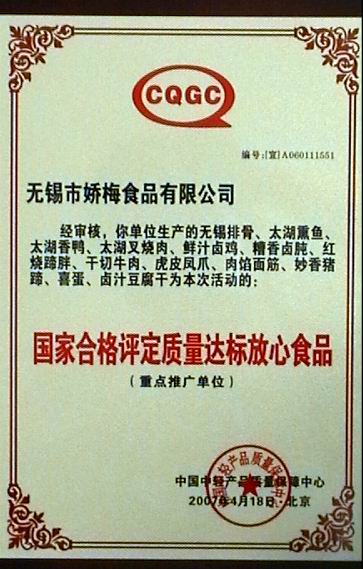 CQGC
编号:[宣]A060111551
无锡市娇梅食品有限公司
经审核，你单位生产的无锡排骨、太湖熏鱼、
太湖香鸭、太湖叉烧肉、鲜汁卤鸡、糟香卤肫、红
烧蹄胖、干切牛肉、虎皮凤爪、肉馅面筋、妙香猪
蹄、喜蛋、卤汁豆腐干为本次活动的：
国家合格评定质量达标放心食品
（重点推广单位）
中国中轻产品质量保障中心
2007年4月18日·北京